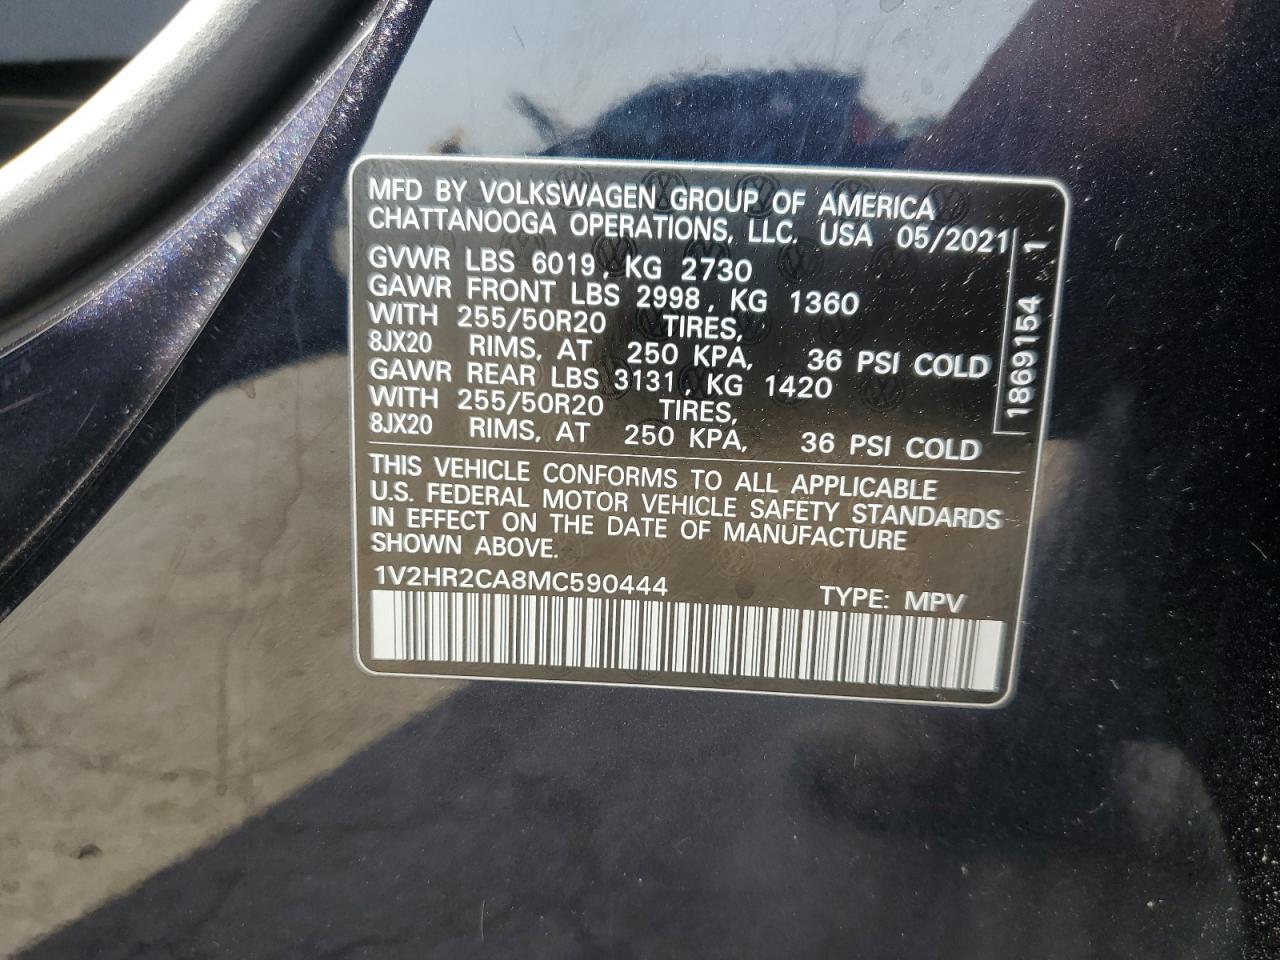 MFD BY VOLKSWAGEN GROUP OF AMERICA
CHATTANOOGA OPERATIONS, LLC. USA 05/2021
GVWR LBS 6019, KG 2730
GAWR FRONT LBS 2998, KG 1360
WITH 255/50R20 TIRES,
8JX20 RIMS, AT 250 KPA, 36 PSI COLD
GAWR REAR LBS 3131, KG 1420
WITH 255/50R20 TIRES,
8JX20 RIMS, AT 250 KPA, 36 PSI COLD
1869154 1
THIS VEHICLE CONFORMS TO ALL APPLICABLE
U.S. FEDERAL MOTOR VEHICLE SAFETY STANDARDS
IN EFFECT ON THE DATE OF MANUFACTURE
SHOWN ABOVE.
1V2HR2CA8MC590444 TYPE: MPV